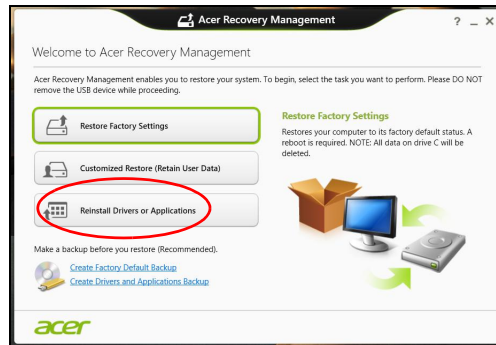 Acer Recovery Management
? _ X
Welcome to Acer Recovery Management
Acer Recovery Management enables you to restore your system. To begin, select the task you want to perform. Please DO NOT
remove the USB device while proceeding.
Restore Factory Settings
Customized Restore (Retain User Data)
Reinstall Drivers or Applications
Restore Factory Settings
Restores your computer to its factory default status. A
reboot is required. NOTE: All data on drive C will be
deleted.
Make a backup before you restore (Recommended).
Create Factory Default Backup
Create Drivers and Applications Backup
acer